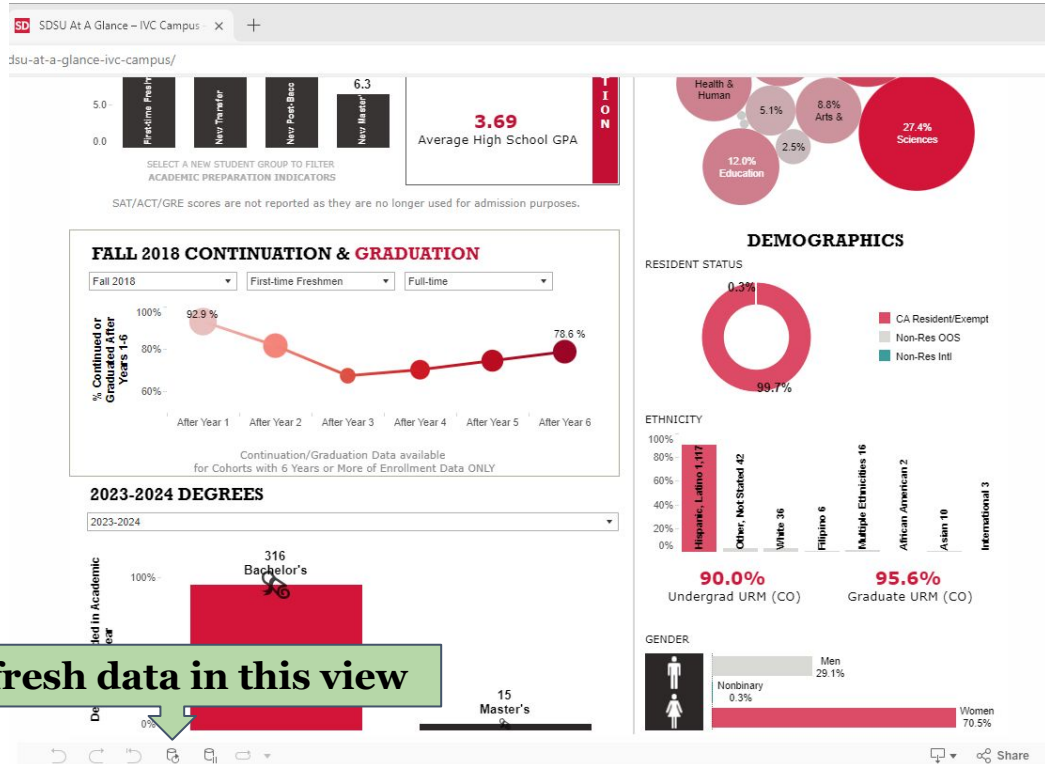 SD SDSU At A Glance – IVC Campus -
dsu-at-a-glance-ivc-campus/
5.0
0.0
New Transfer
New Post-Bacc
New Master'
6.3
SELECT A NEW STUDENT GROUP TO FILTER
ACADEMIC PREPARATION INDICATORS
3.69
Average High School GPA
T
I
O
N
SAT/ACT/GRE scores are not reported as they are no longer used for admission purposes.
Health &
Human
5.1%
8.8%
Arts &
27.4%
Sciences
2.5%
12.0%
Education
FALL 2018 CONTINUATION & GRADUATION
Fall 2018
First-time Freshmen
Full-time
% Continued or
Graduated After
Years 1-6
100%
80%
60%
92.9 %
78.6 %
After Year 1
After Year 2
After Year 3
After Year 4
After Year 5
After Year 6
Continuation/Graduation Data available
for Cohorts with 6 Years or More of Enrollment Data ONLY
2023-2024 DEGREES
2023-2024
100%
0%
316
Bachelor's
15
Master's
fresh data in this view
DEMOGRAPHICS
RESIDENT STATUS
0.3%
99.7%
CA Resident/Exempt
Non-Res OOS
Non-Res Intl
ETHNICITY
100%
80%
60%
40%
20%
0%
Hispanic, Latino 1,117
Other, Not Stated 42
White 36
Filipino 6
Multiple Ethnicities 16
African American 2
Asian 10
International 3
90.0%
Undergrad URM (CO)
95.6%
Graduate URM (CO)
GENDER
Men
29.1%
Nonbinary
0.3%
Women
70.5%
Share